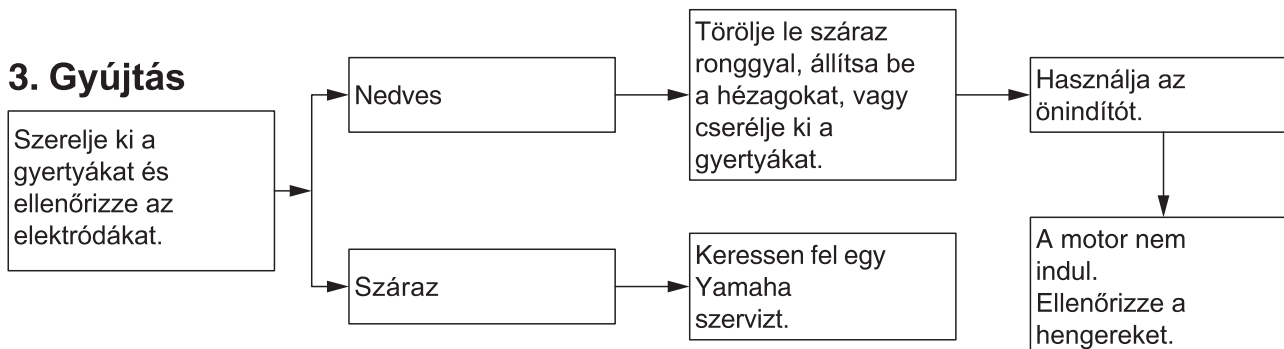 3. Gyújtás
Szerelje ki a
gyertyákat és
ellenőrizze az
elektródákat.
Nedves
Törölje le száraz
ronggyal, állítsa be
a hézagokat, vagy
cserélje ki a
gyertyákat.
Használja az
önindítót.
A motor nem
indul.
Ellenőrizze a
hengereket.
Száraz
Keressen fel egy
Yamaha
szervizt.